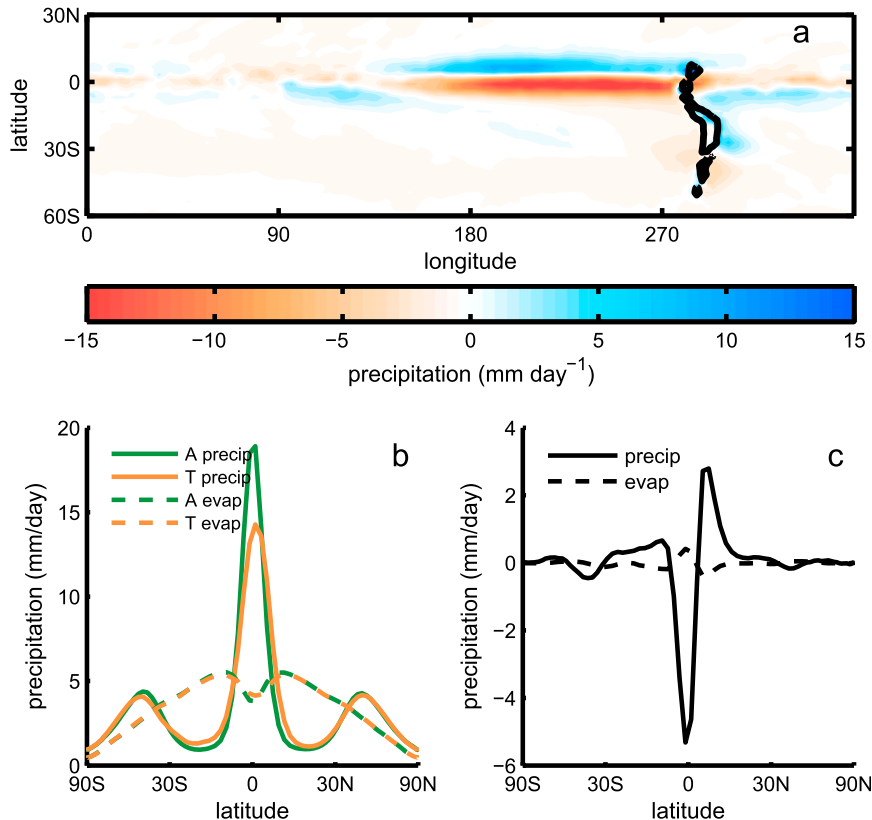 30N
a
0
30S
60S
latitude
0 90 180 270
longitude
−15 −10 −5 0 5 10 15
precipitation (mm day−1)
20
15
10
5
0
precipitation (mm/day)
A precip
T precip
A evap
T evap
b
90S 30S 0 30N 90N
latitude
4
2
0
−2
−4
−6
precipitation (mm/day)
precip
evap
c
90S 30S 0 30N 90N
latitude